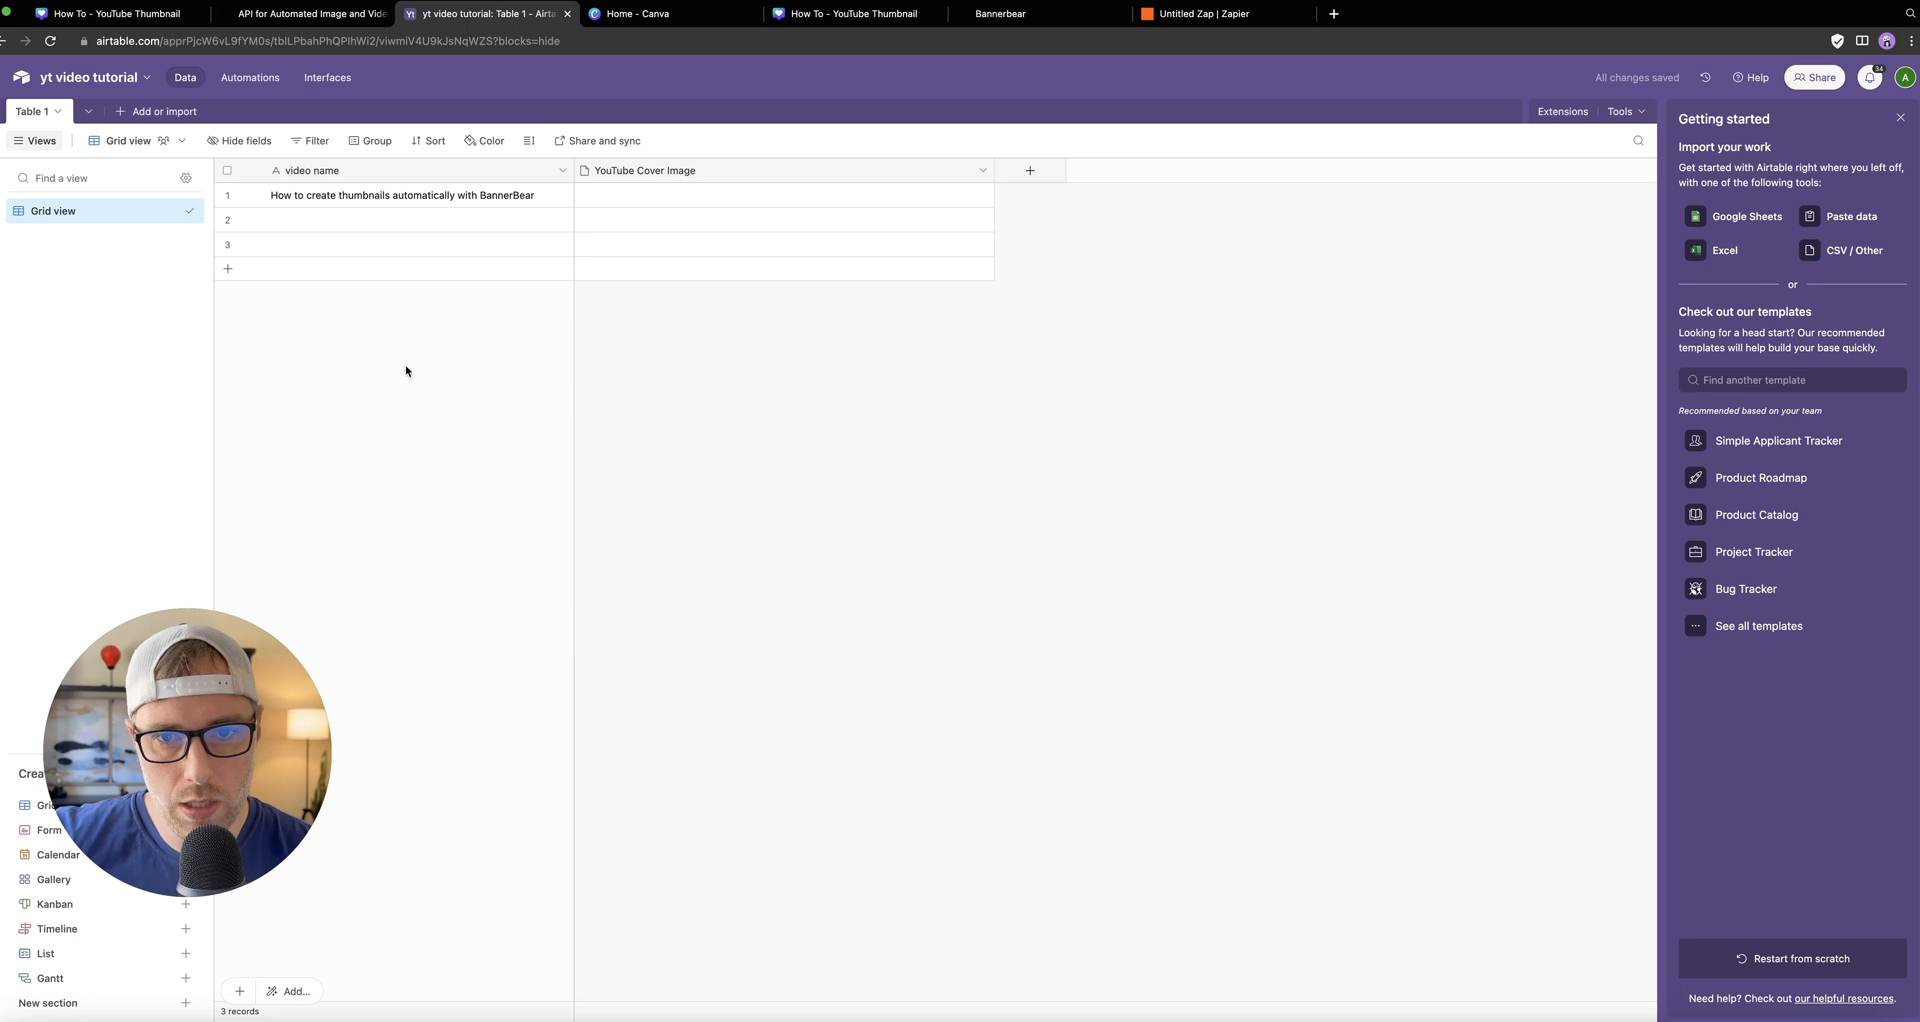 How To - YouTube Thumbnail
API for Automated Image and Vide
Yt yt video tutorial: Table 1 - Airta
Home - Canva
How To - YouTube Thumbnail
Bannerbear
Untitled Zap | Zapier
airtable.com/apprPjcW6vL9fYM0s/tblLPbahPhQPIhWi2/viwmiV4U9kJsNqWZS?blocks=hide
yt video tutorial
Data
Automations
Interfaces
All changes saved
Help
Share
34
A
Table 1
Add or import
Extensions
Tools
Views
Grid view
Hide fields
Filter
Group
Sort
Color
Share and sync
Find a view
Grid view
A video name
YouTube Cover Image
1 How to create thumbnails automatically with BannerBear
2
3
Crea
Grid
Form
Calendar
Gallery
Kanban
Timeline
List
Gantt
New section
Add...
3 records
Getting started
Import your work
Get started with Airtable right where you left off,
with one of the following tools:
Google Sheets
Paste data
Excel
CSV / Other
or
Check out our templates
Looking for a head start? Our recommended
templates will help build your base quickly.
Find another template
Recommended based on your team
Simple Applicant Tracker
Product Roadmap
Product Catalog
Project Tracker
Bug Tracker
See all templates
Restart from scratch
Need help? Check out our helpful resources.